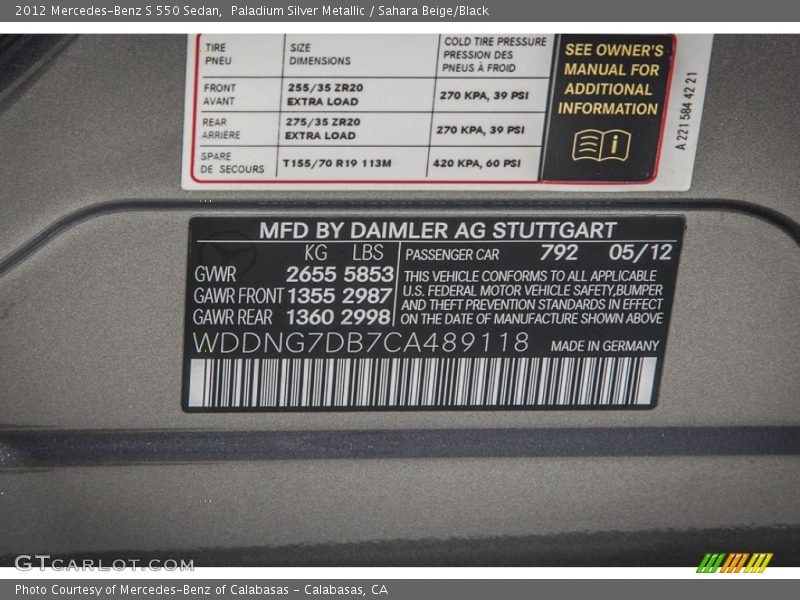 2012 Mercedes-Benz S 550 Sedan, Paladium Silver Metallic / Sahara Beige/Black
TIRE SIZE COLD TIRE PRESSURE
PNEU DIMENSIONS PRESSION DES
PNEUS À FROID
FRONT 255/35 ZR20 270 KPA, 39 PSI
AVANT EXTRA LOAD
REAR 275/35 ZR20 270 KPA, 39 PSI
ARRIERE EXTRA LOAD
SPARE T155/70 R19 113M 420 KPA, 60 PSI
DE SECOURS
SEE OWNER'S
MANUAL FOR
ADDITIONAL
INFORMATION
A 221 584 42 21
MFD BY DAIMLER AG STUTTGART
KG LBS PASSENGER CAR 792 05/12
GWR 2655 5853
GAWR FRONT 1355 2987
GAWR REAR 1360 2998
THIS VEHICLE CONFORMS TO ALL APPLICABLE
U.S. FEDERAL MOTOR VEHICLE SAFETY,BUMPER
AND THEFT PREVENTION STANDARDS IN EFFECT
ON THE DATE OF MANUFACTURE SHOWN ABOVE
WDDNG7DB7CA489118 MADE IN GERMANY
GTCARLOT.COM
Photo Courtesy of Mercedes-Benz of Calabasas - Calabasas, CA